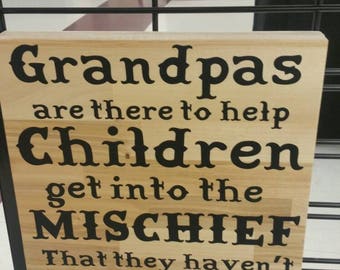 Grandpas
are there to help
Children
get into the
MISCHIEF
That they haven't